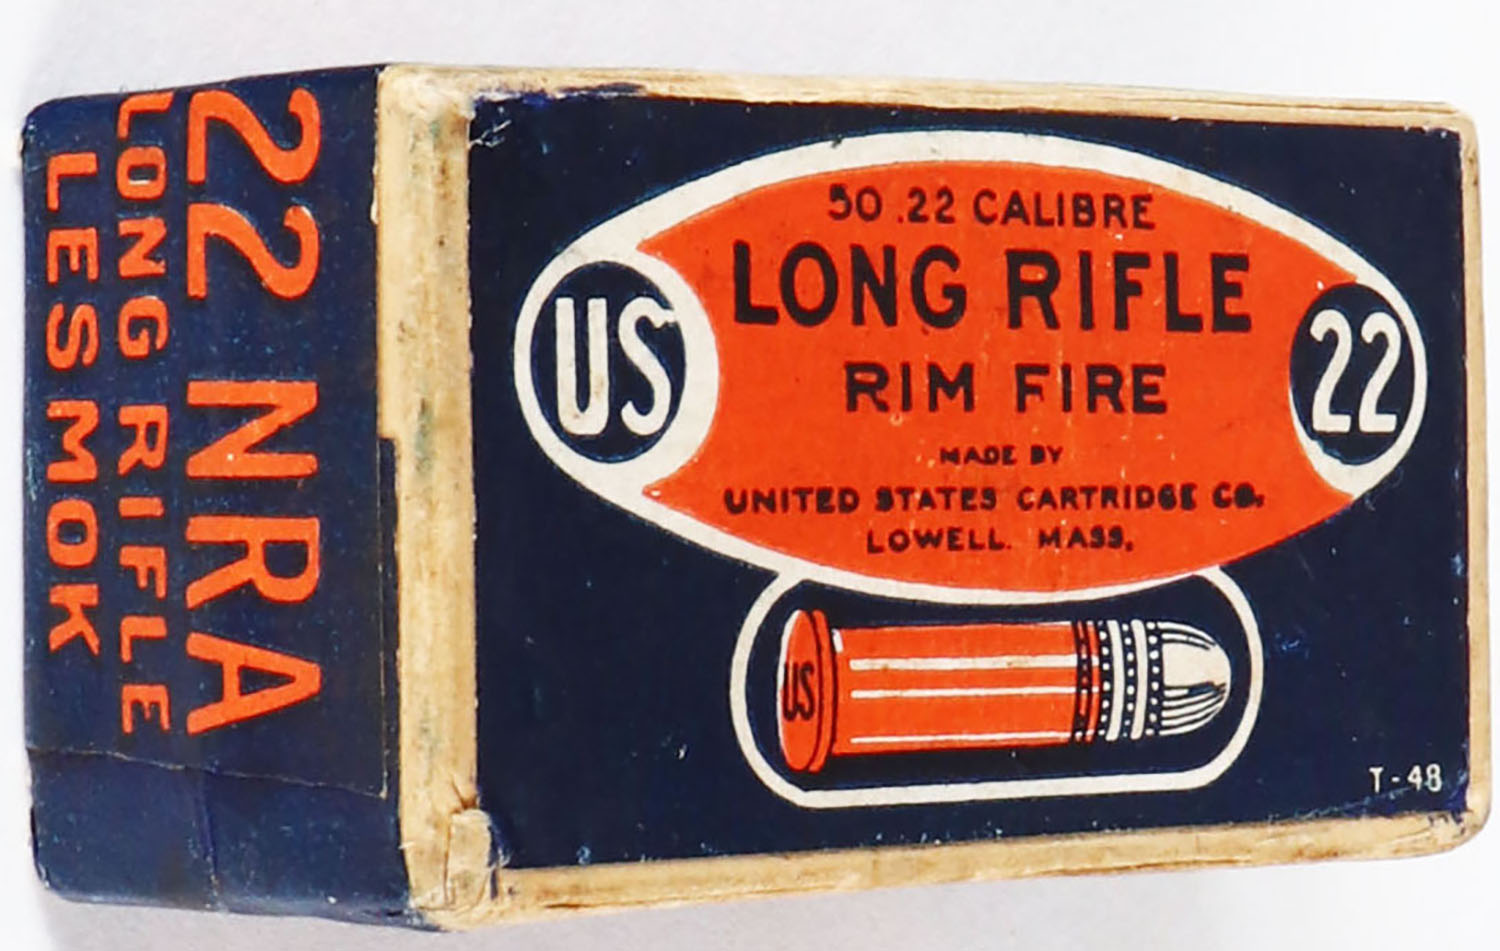 22 NRA
LONG RIFLE
LESMOK
50 .22 CALIBRE
LONG RIFLE
RIM FIRE
MADE BY
UNITED STATES CARTRIDGE CO.
LOWELL. MASS.
US
22
US
T-48